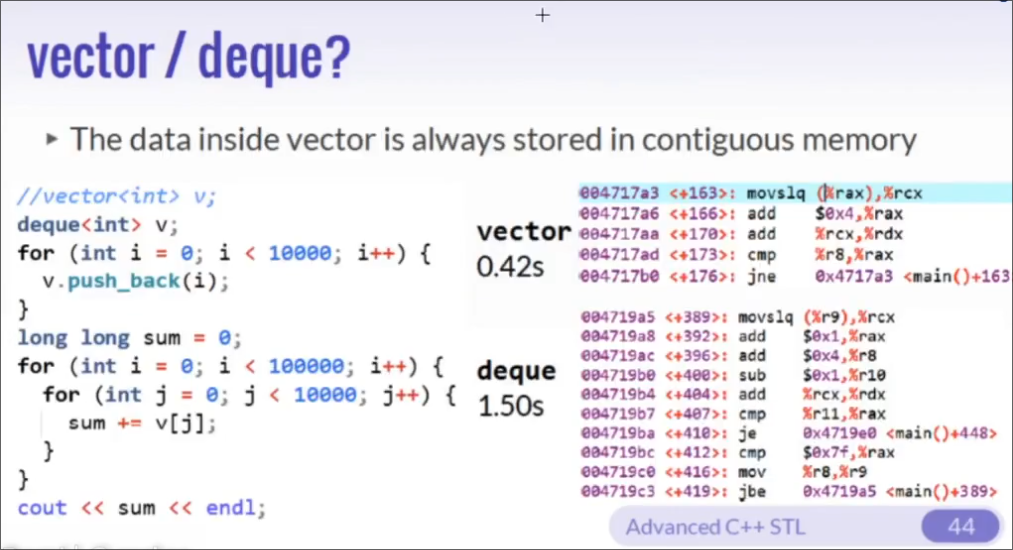 vector / deque?
▸ The data inside vector is always stored in contiguous memory
//vector<int> v;
deque<int> v;
for (int i = 0; i < 10000; i++) {
v.push_back(i);
}
long long sum = 0;
for (int i = 0; i < 100000; i++) {
for (int j = 0; j < 10000; j++) {
sum += v[j];
}
}
cout << sum << endl;
vector
0.42s
004717a3 <+163>: movslq (%rax),%rcx
004717a6 <+166>: add $0x4,%rax
004717aa <+170>: add %rcx,%rdx
004717ad <+173>: cmp %r8,%rax
004717b0 <+176>: jne 0x4717a3 <main()+163
deque
1.50s
004719a5 <+389>: movslq (%r9),%rcx
004719a8 <+392>: add $0x1,%rax
004719ac <+396>: add $0x4,%r8
004719b0 <+400>: sub $0x1,%r10
004719b4 <+404>: add %rcx,%rdx
004719b7 <+407>: cmp %r11,%rax
004719ba <+410>: je 0x4719e0 <main()+448>
004719bc <+412>: cmp $0x7f,%rax
004719c0 <+416>: mov %r8,%r9
004719c3 <+419>: jbe 0x4719a5 <main()+389>
Advanced C++ STL
44